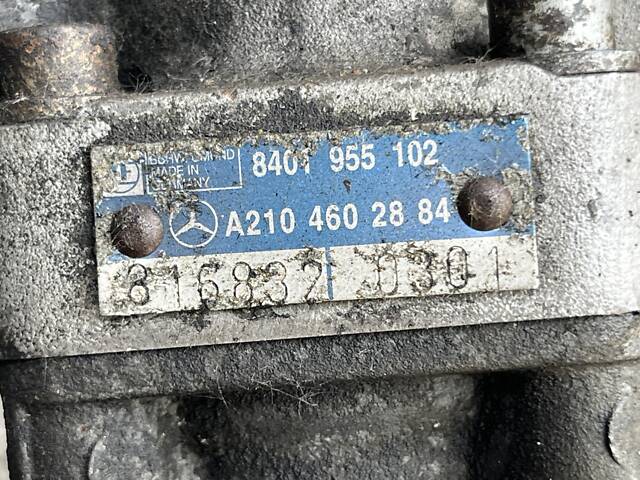 MADE IN
GERMANY
8401 955 102
A210 460 28 84
816832 0301